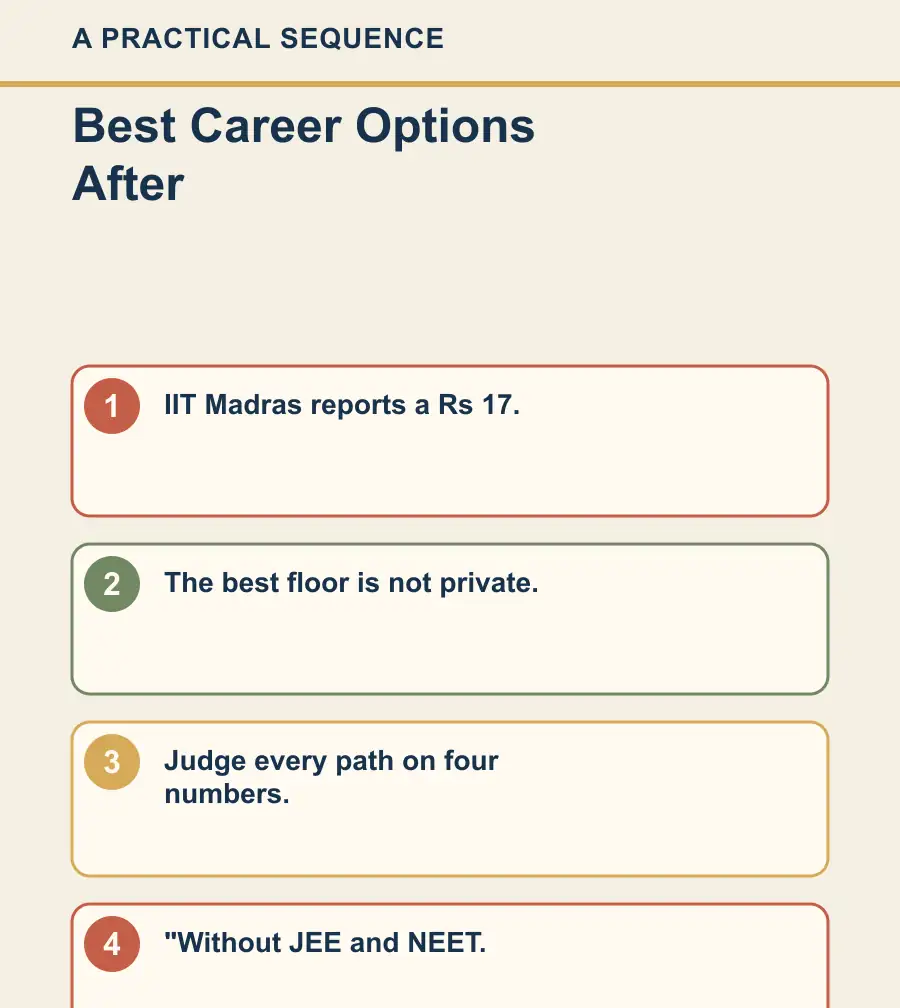 A PRACTICAL SEQUENCE
Best Career Options
After
1
IIT Madras reports a Rs 17.
2
The best floor is not private.
3
Judge every path on four
numbers.
4
"Without JEE and NEET.